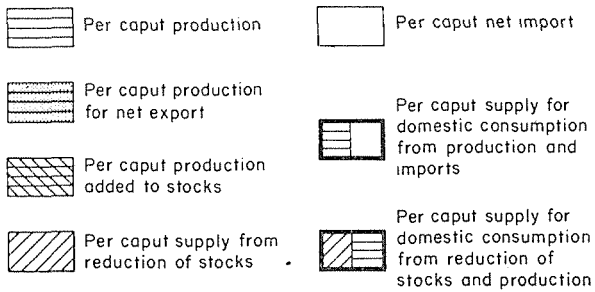 Per caput production
Per caput production
for net export
Per caput production
added to stocks
Per caput supply from
reduction of stocks
Per caput net import
Per caput supply for
domestic consumption
from production and
imports
Per caput supply for
domestic consumption
from reduction of
stocks and production